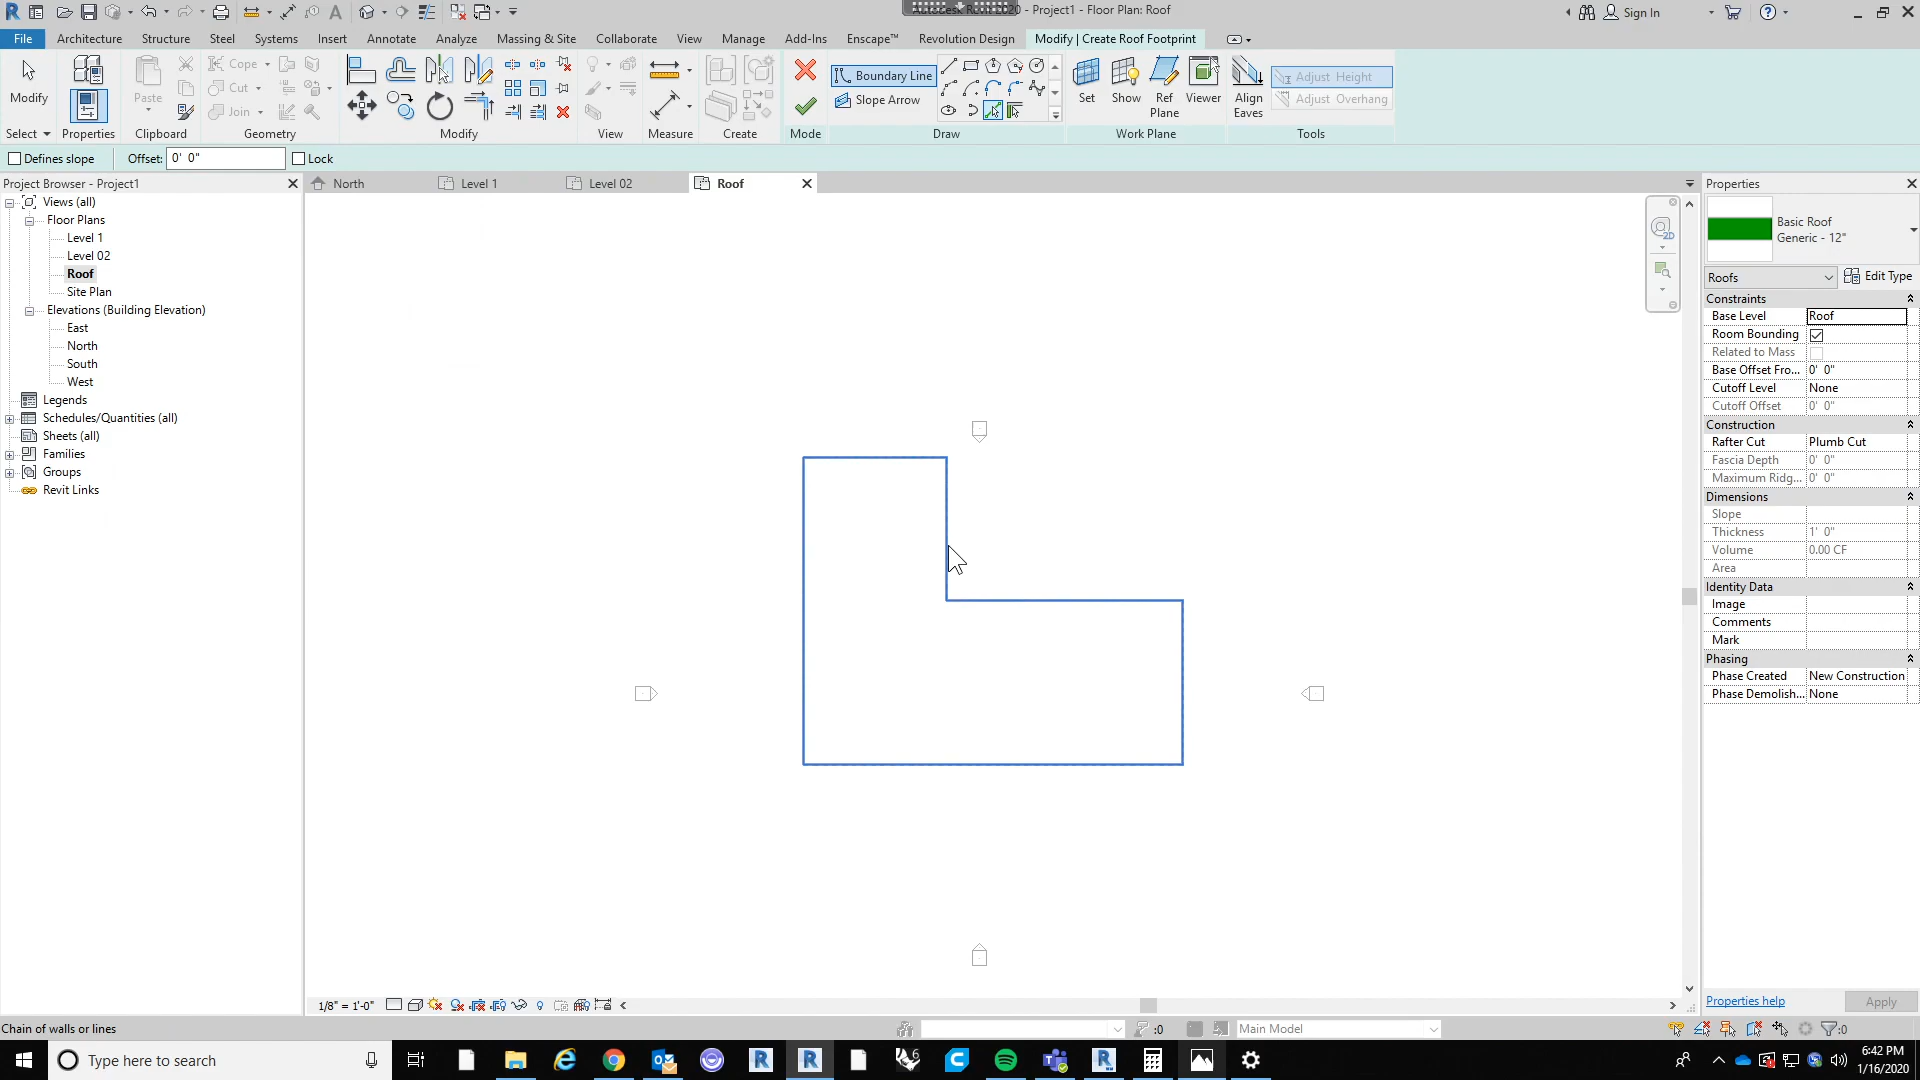 2020 - Project1 - Floor Plan: Roof
Sign In
File Architecture Structure Steel Systems Insert Annotate Analyze Massing & Site Collaborate View Manage Add-Ins Enscape™ Revolution Design Modify | Create Roof Footprint
Modify
Paste
Cope
Cut
Join
Boundary Line
Slope Arrow
Set
Show
Ref
Plane
Viewer
Align
Eaves
Adjust Height
Adjust Overhang
Select Properties Clipboard Geometry Modify View Measure Create Mode Draw Work Plane Tools
Defines slope Offset: 0' 0" Lock
Project Browser - Project1
North
Level 1
Level 02
Roof
Properties
Views (all)
Floor Plans
Level 1
Level 02
Roof
Site Plan
Elevations (Building Elevation)
East
North
South
West
Legends
Schedules/Quantities (all)
Sheets (all)
Families
Groups
Revit Links
2D
Basic Roof
Generic - 12"
Roofs
Edit Type
Constraints
Base Level Roof
Room Bounding
Related to Mass
Base Offset Fro... 0' 0"
Cutoff Level None
Cutoff Offset 0' 0"
Construction
Rafter Cut Plumb Cut
Fascia Depth 0' 0"
Maximum Ridg... 0' 0"
Dimensions
Slope
Thickness 1' 0"
Volume 0.00 CF
Area
Identity Data
Image
Comments
Mark
Phasing
Phase Created New Construction
Phase Demolish... None
Properties help
Apply
1/8" = 1'-0"
Chain of walls or lines
:0
Main Model
:0
Type here to search
6:42 PM
1/16/2020